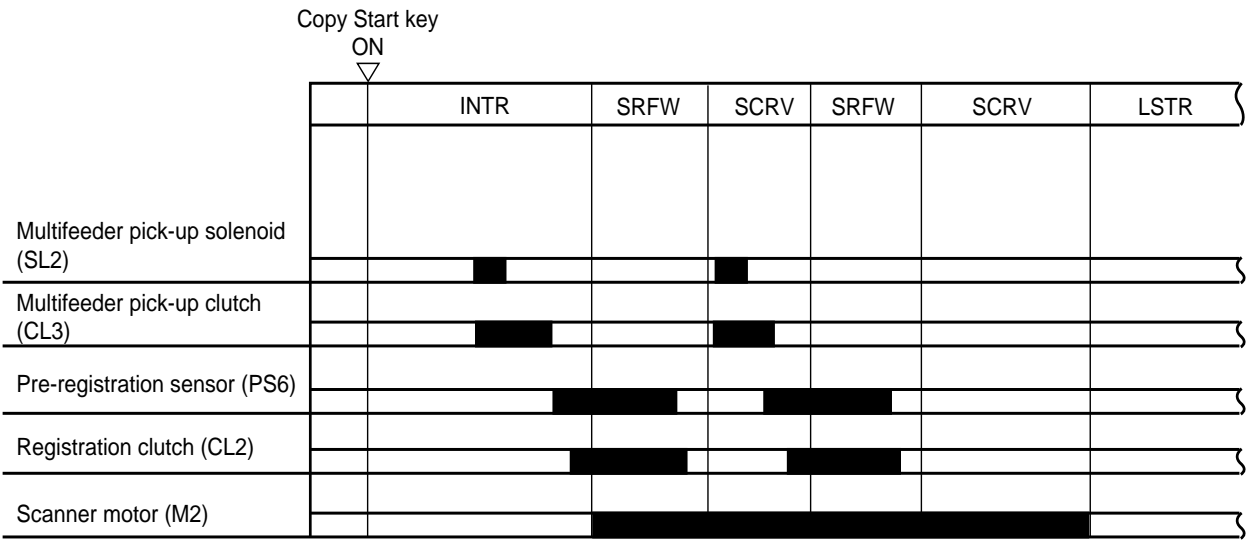 Copy Start key
ON
INTR SRFW SCRV SRFW SCRV LSTR
Multifeeder pick-up solenoid
(SL2)
Multifeeder pick-up clutch
(CL3)
Pre-registration sensor (PS6)
Registration clutch (CL2)
Scanner motor (M2)